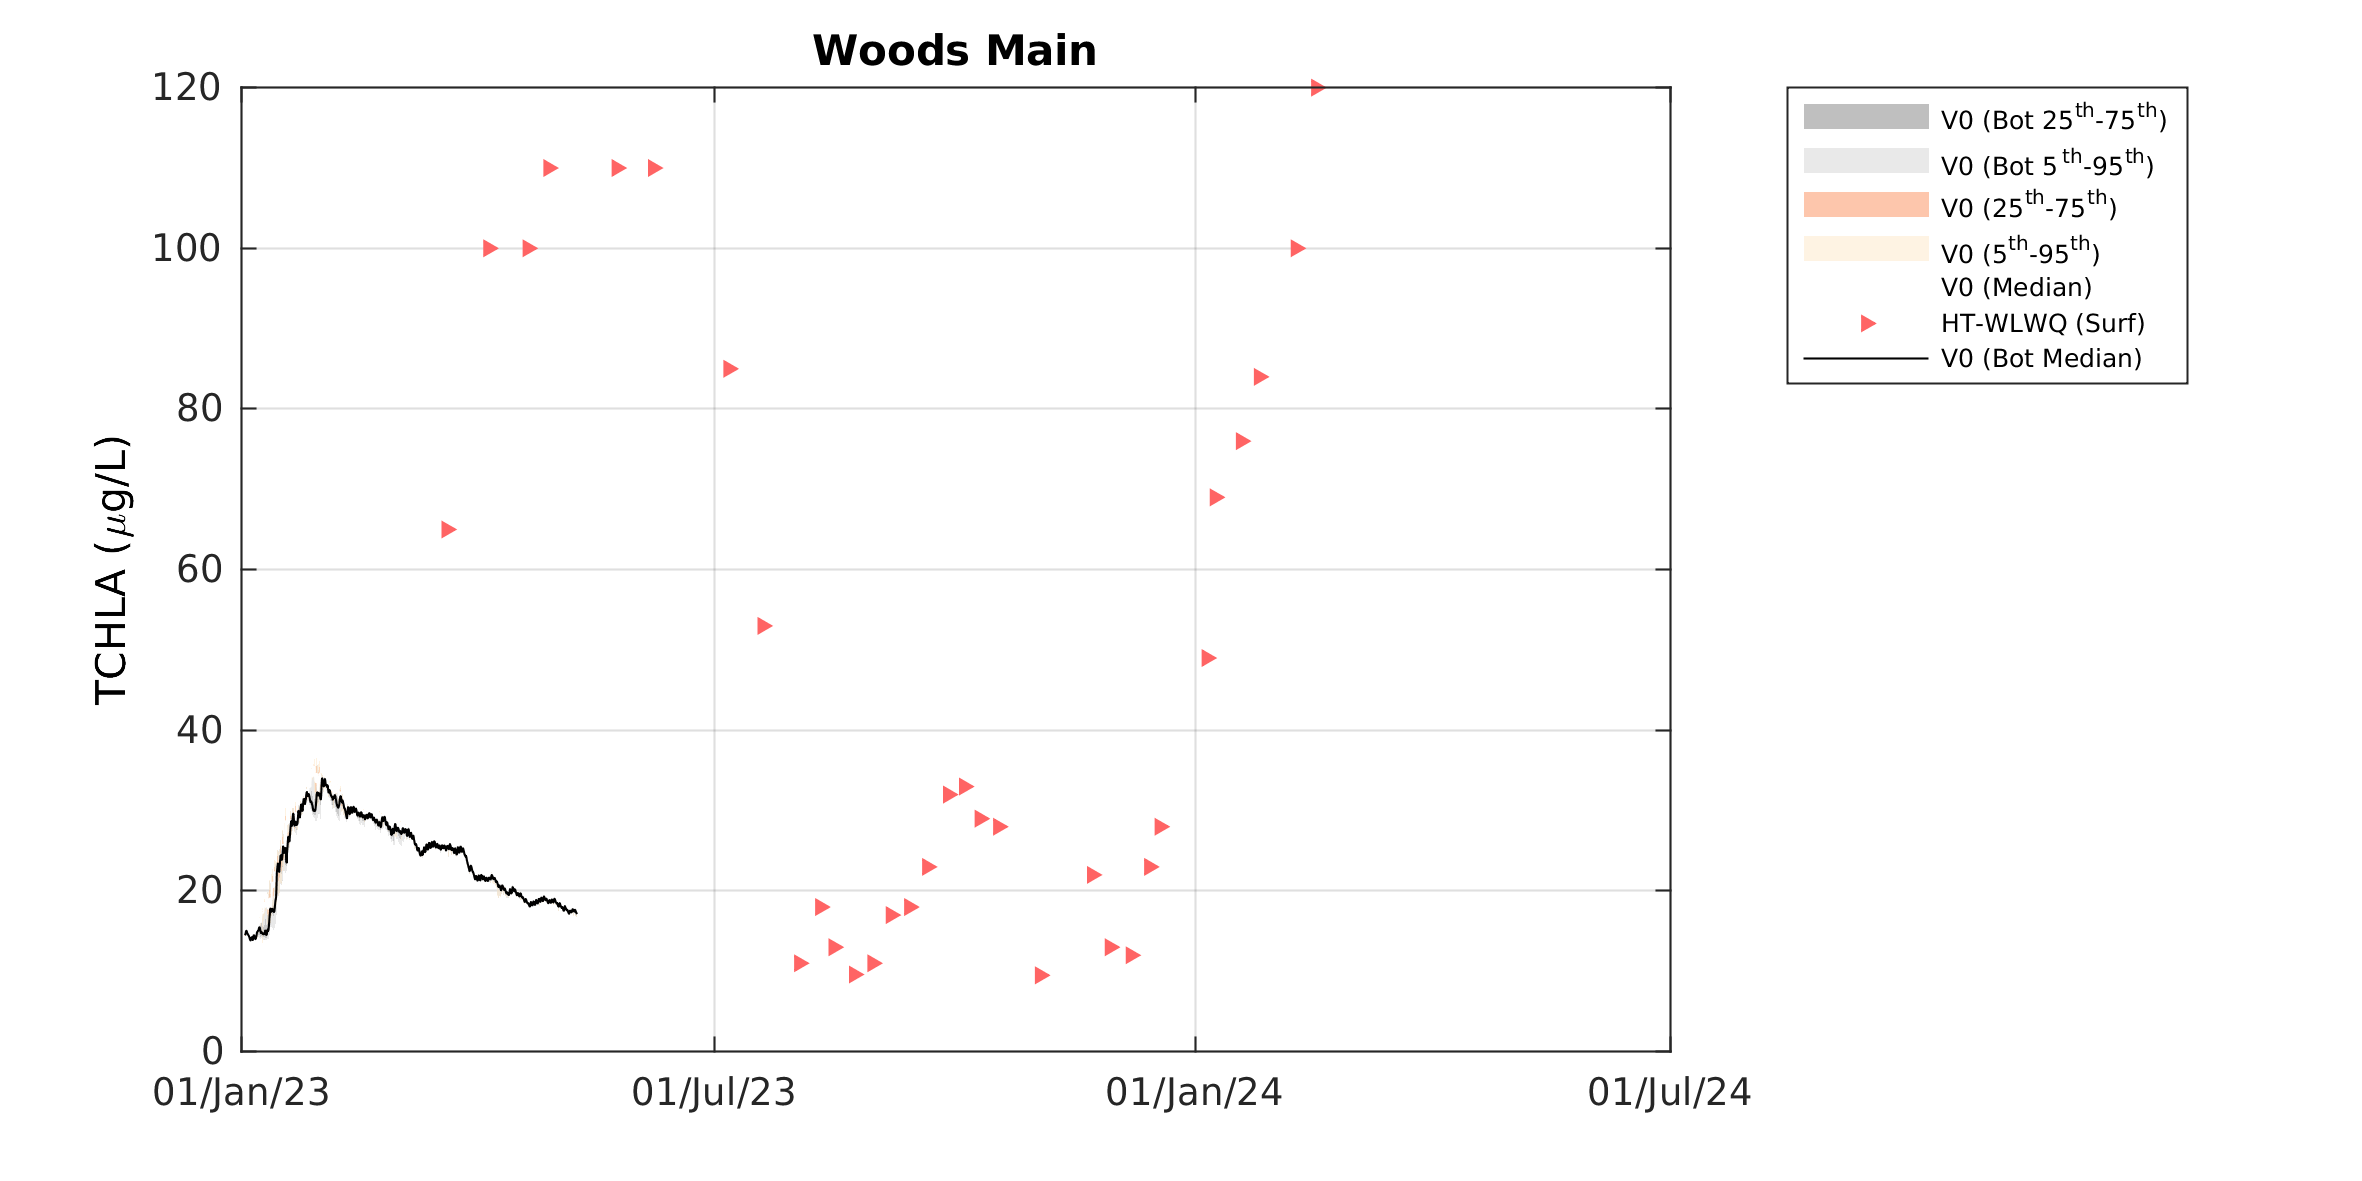 Woods Main
120
100
80
60
40
20
0
TCHLA (μg/L)
01/Jan/23
01/Jul/23
01/Jan/24
01/Jul/24
V0 (Bot 25th-75th)
V0 (Bot 5th-95th)
V0 (25th-75th)
V0 (5th-95th)
V0 (Median)
HT-WLWQ (Surf)
V0 (Bot Median)